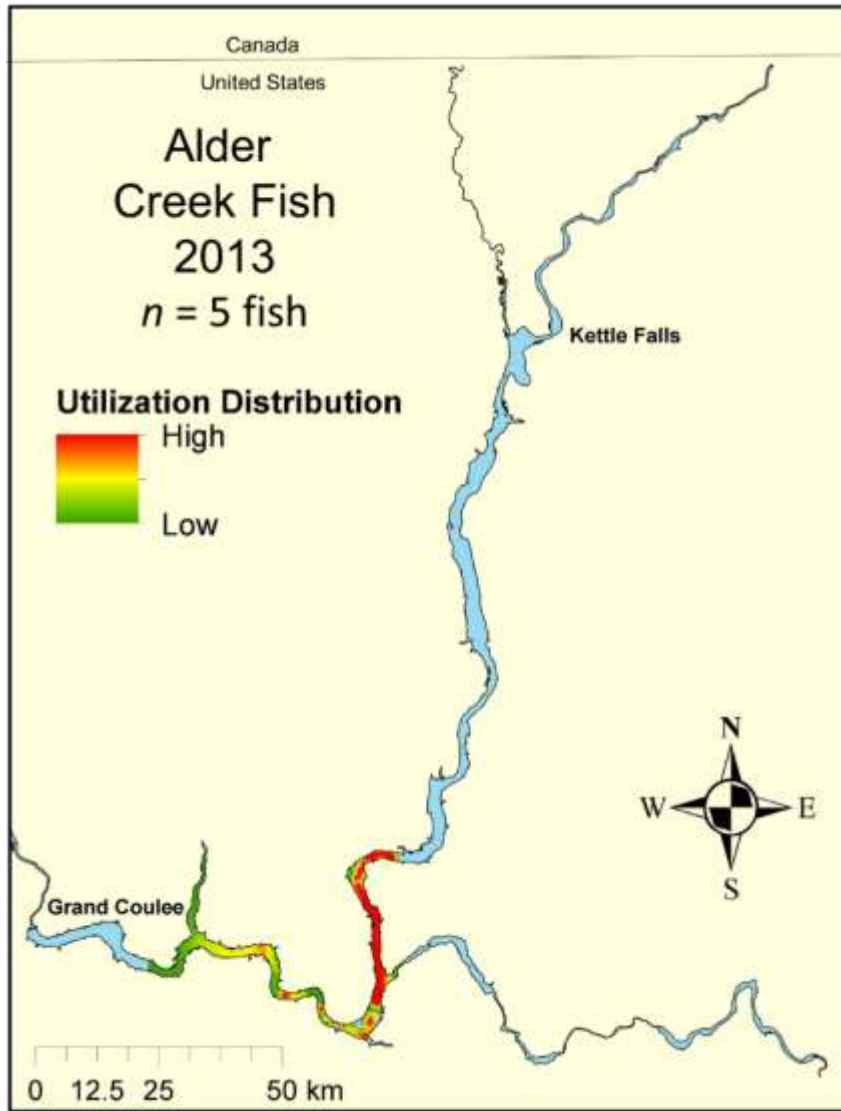 Canada
United States
Alder
Creek Fish
2013
n = 5 fish
Kettle Falls
Utilization Distribution
High
Low
N
W E
S
Grand Coulee
0 12.5 25 50 km